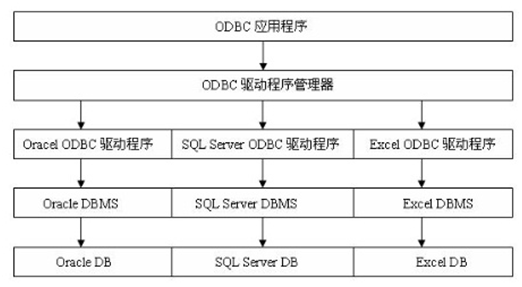 ODBC 应用程序
ODBC 驱动程序管理器
Oracel ODBC 驱动程序 SQL Server ODBC 驱动程序 Excel ODBC 驱动程序
Oracle DBMS SQL Server DBMS Excel DBMS
Oracle DB SQL Server DB Excel DB